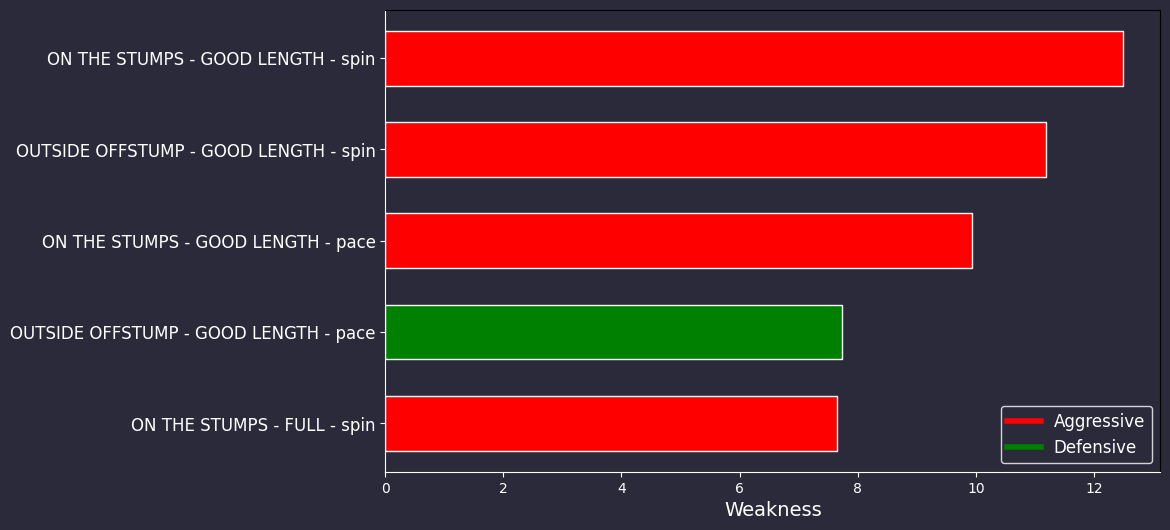 ON THE STUMPS - GOOD LENGTH - spin
OUTSIDE OFFSTUMP - GOOD LENGTH - spin
ON THE STUMPS - GOOD LENGTH - pace
OUTSIDE OFFSTUMP - GOOD LENGTH - pace
ON THE STUMPS - FULL - spin
Aggressive
Defensive
0 2 4 6 8 10 12
Weakness